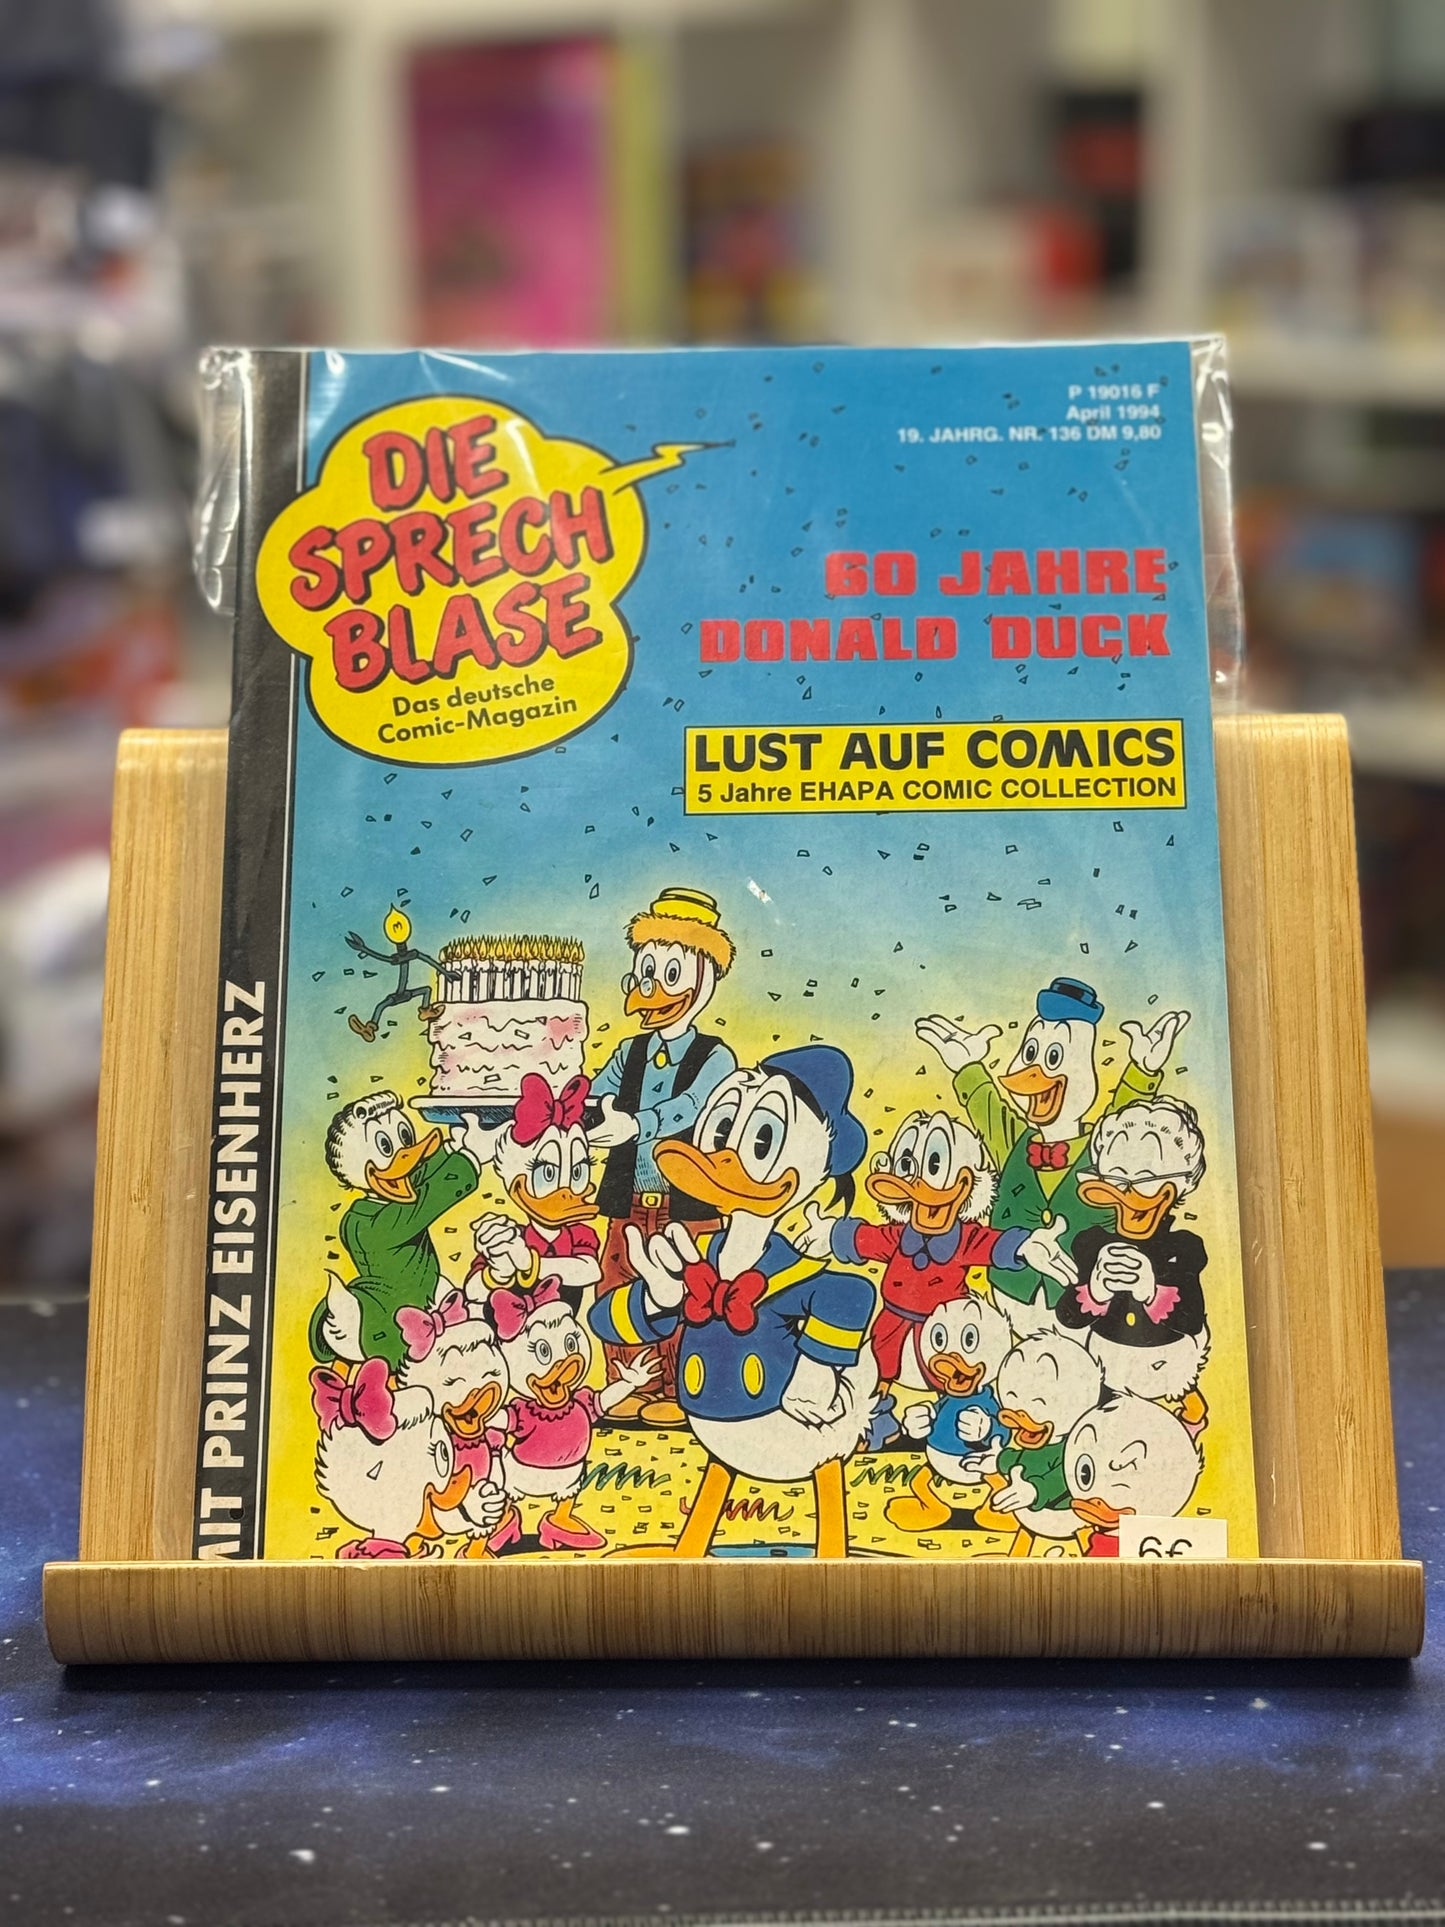 DIE
SPRECH
BLASE
Das deutsche
Comic-Magazin
P 19016 F
April 1994
19. JAHRG. NR. 136 DM 9,80
60 JAHRE
DONALD DUCK
LUST AUF COMICS
5 Jahre EHAPA COMIC COLLECTION
MIT PRINZ EISENHERZ
6€